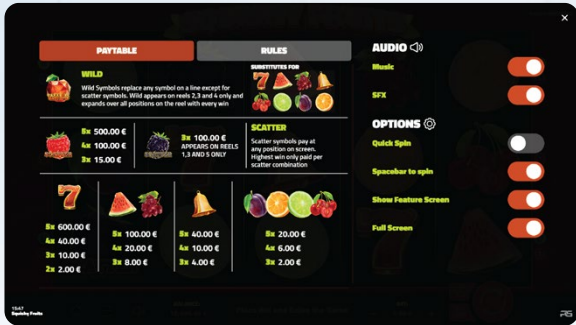 PAYTABLE
RULES
WILD
Wild Symbols replace any symbol on a line except for
scatter symbols. Wild appears on reels 2,3 and 4 only and
expands over all positions on the reel with every win
SUBSTITUTES FOR
5x 500.00 €
4x 100.00 €
3x 15.00 €
3x 100.00 €
APPEARS ON REELS
1,3 AND 5 ONLY
SCATTER
Scatter symbols pay at
any position on screen.
Highest win only paid per
scatter combination
5x 600.00 €
4x 40.00 €
3x 10.00 €
2x 2.00 €
5x 100.00 €
4x 20.00 €
3x 8.00 €
5x 40.00 €
4x 10.00 €
3x 4.00 €
5x 20.00 €
4x 6.00 €
3x 2.00 €
AUDIO
Music
SFX
OPTIONS
Quick Spin
Spacebar to spin
Show Feature Screen
Full Screen
15:47
Squishy Fruits